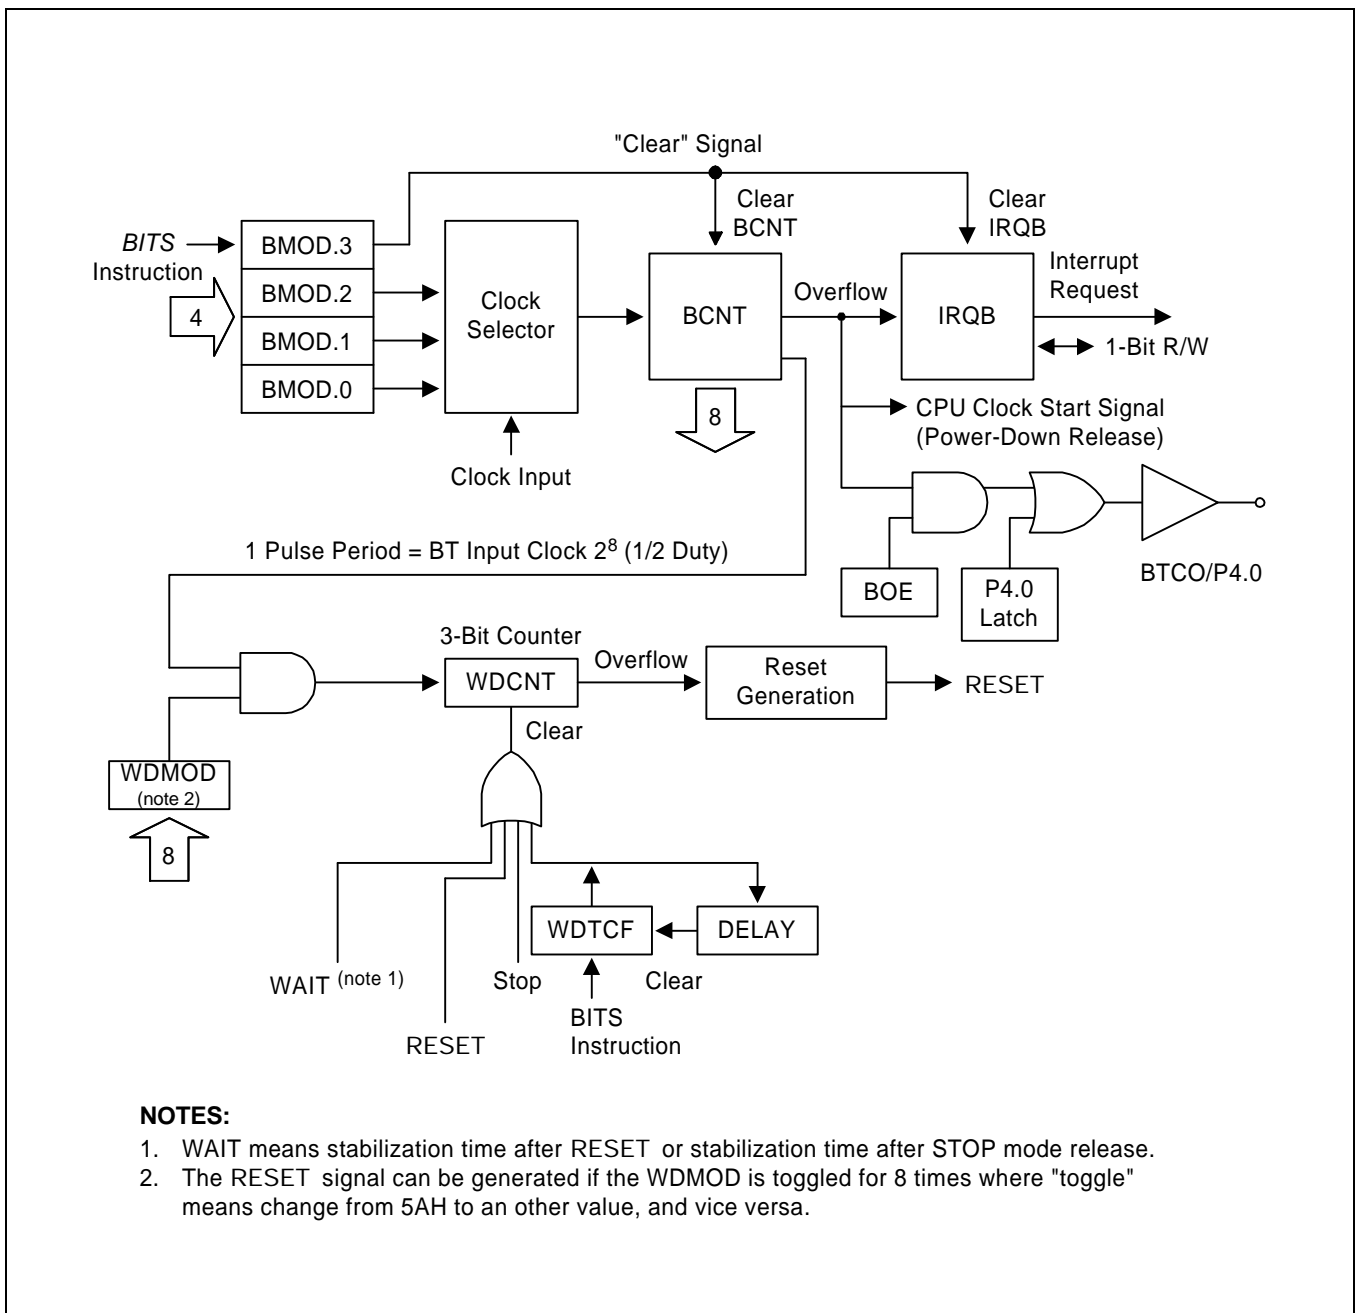 "Clear" Signal
Clear
BCNT
Clear
IRQB
BITS
Instruction
4
BMOD.3
BMOD.2
BMOD.1
BMOD.0
Clock
Selector
Clock Input
BCNT
8
Overflow
IRQB
Interrupt
Request
1-Bit R/W
CPU Clock Start Signal
(Power-Down Release)
BOE
P4.0
Latch
BTCO/P4.0
1 Pulse Period = BT Input Clock 2⁸ (1/2 Duty)
3-Bit Counter
WDCNT
Overflow
Reset
Generation
RESET
Clear
WDMOD
(note 2)
8
WAIT (note 1)
RESET
Stop
WDTCF
DELAY
Clear
BITS
Instruction
NOTES:
1. WAIT means stabilization time after RESET or stabilization time after STOP mode release.
2. The RESET signal can be generated if the WDMOD is toggled for 8 times where "toggle"
means change from 5AH to an other value, and vice versa.